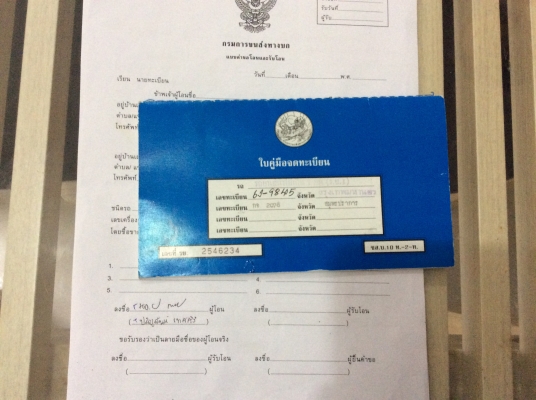 วันที่
ผู้รับ
กรมการขนส่งทางบก
แบบคำขอโอนและรับโอน
วันที่ เดือน พ.ศ.
เรียน นายทะเบียน
ข้าพเจ้าผู้โอนชื่อ
อยู่บ้านเ
ตำบล/แ
โทรศัพท์
อยู่บ้านเ
ตำบล/แ
โทรศัพท์
ใบคู่มือจดทะเบียน
รถ
เลขทะเบียน 61-9845 จังหวัด
เลขทะเบียน จังหวัด
เลขทะเบียน จังหวัด
เลขทะเบียน จังหวัด
2546234
ขส.บ.10 ท.-2-ท.
ชนิดรถ
เลขเครื่อง
โดยซื้อขา
1.
3.
4.
5.
6.
ลงชื่อ ผู้โอน ลงชื่อ ผู้รับโอน
ขอรับรองว่าเป็นลายมือชื่อของผู้โอนจริง
ลงชื่อ ผู้รับโอน ลงชื่อ ผู้ยื่นคำขอ